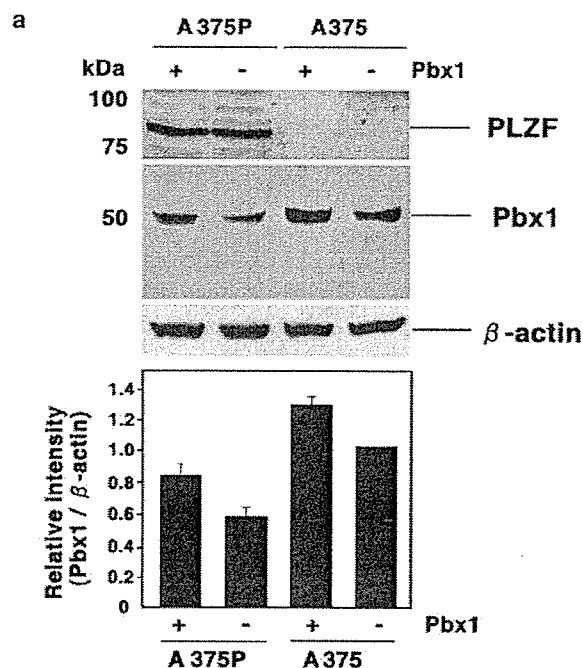 a
A375P A375
kDa + - + - Pbx1
100
PLZF
75
50
Pbx1
β-actin
Relative Intensity
(Pbx1 / β-actin)
1.4
1.2
1.0
0.8
0.6
0.4
0.2
0
+ - + - Pbx1
A375P A375